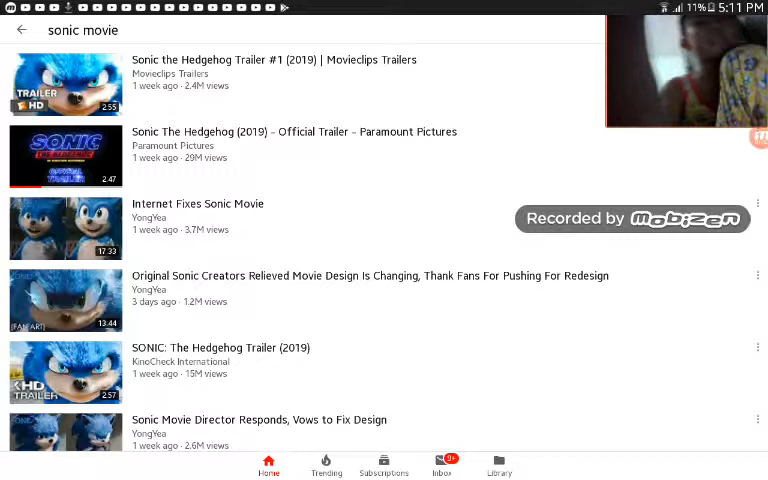 11% 5:11 PM
sonic movie
Sonic the Hedgehog Trailer #1 (2019) | Movieclips Trailers
Movieclips Trailers
1 week ago · 2.4M views
TRAILER
HD
2:55
Sonic The Hedgehog (2019) - Official Trailer - Paramount Pictures
Paramount Pictures
1 week ago · 29M views
SONIC
THE HEDGEHOG
OFFICIAL
TRAILER
2:47
Internet Fixes Sonic Movie
YongYea
1 week ago · 3.7M views
17:33
Recorded by mobizen
Original Sonic Creators Relieved Movie Design Is Changing, Thank Fans For Pushing For Redesign
YongYea
3 days ago · 1.2M views
(FAN ART)
13:44
SONIC: The Hedgehog Trailer (2019)
KinoCheck International
1 week ago · 15M views
HD
TRAILER
2:57
Sonic Movie Director Responds, Vows to Fix Design
YongYea
1 week ago · 2.6M views
9+
Home Trending Subscriptions Inbox Library